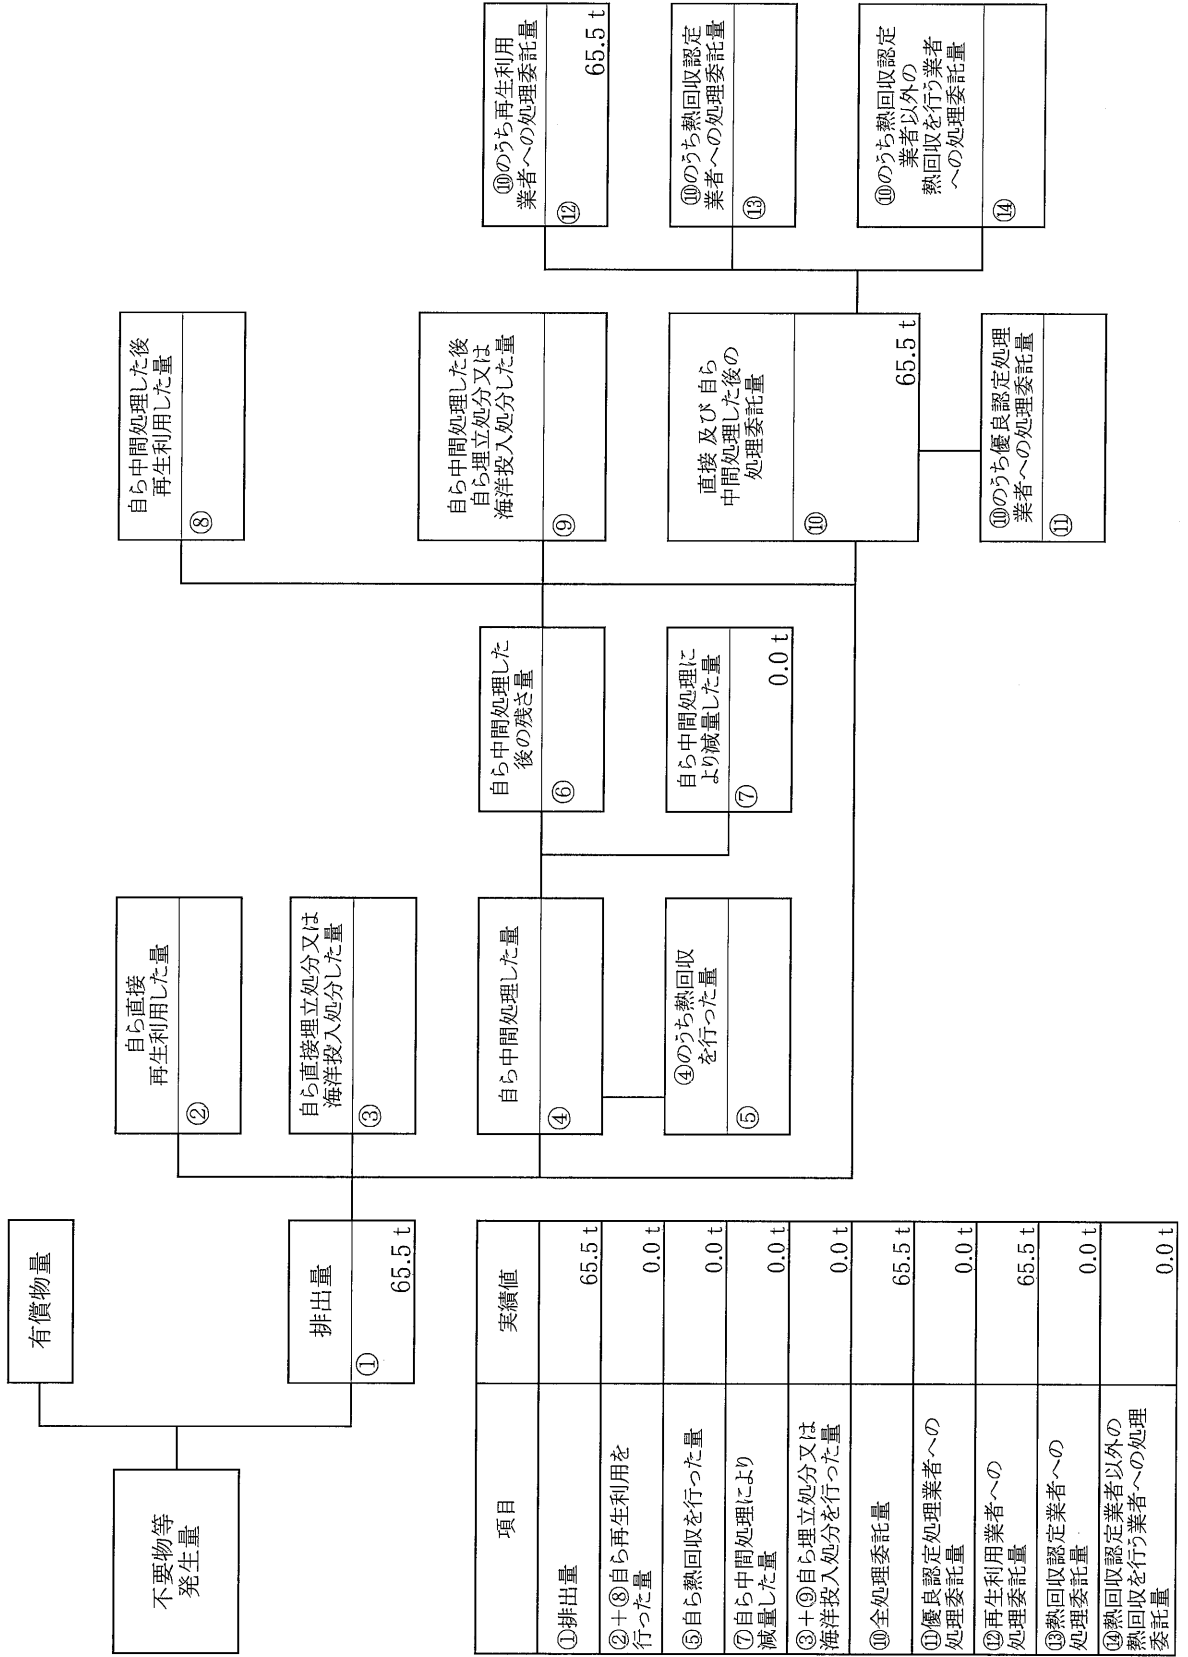 不要物等
発生量
有償物量
排出量
①
65.5 t
自ら直接
再生利用した量
②
自ら直接埋立処分又は
海洋投入処分した量
③
自ら中間処理した量
④
④のうち熱回収
を行った量
⑤
自ら中間処理した
後の残さ量
⑥
自ら中間処理に
より減量した量
⑦
0.0 t
自ら中間処理した後
再生利用した量
⑧
自ら中間処理した後
自ら埋立処分又は
海洋投入処分した量
⑨
直接 及び 自ら
中間処理した後の
処理委託量
⑩
65.5 t
⑩のうち優良認定処理
業者への処理委託量
⑪
⑩のうち再生利用
業者への処理委託量
⑫
65.5 t
⑩のうち熱回収認定
業者への処理委託量
⑬
⑩のうち熱回収認定
業者以外の
熱回収を行う業者
への処理委託量
⑭
項目 実績値
①排出量 65.5 t
②＋⑧自ら再生利用を
行った量 0.0 t
⑤自ら熱回収を行った量 0.0 t
⑦自ら中間処理により
減量した量 0.0 t
③＋⑨自ら埋立処分又は
海洋投入処分を行った量 0.0 t
⑩全処理委託量 65.5 t
⑪優良認定処理業者への
処理委託量 0.0 t
⑫再生利用業者への
処理委託量 65.5 t
⑬熱回収認定業者への
処理委託量 0.0 t
⑭熱回収認定業者以外の
熱回収を行う業者への処理
委託量 0.0 t